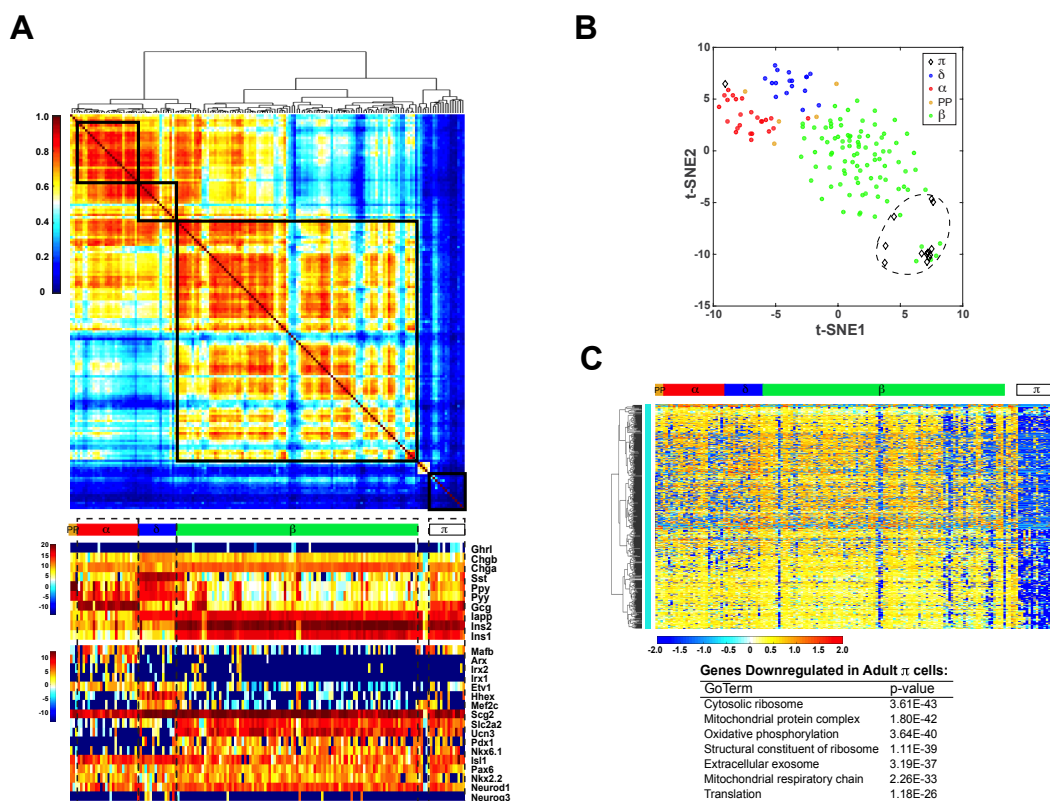 A
1.0
0.8
0.6
0.4
0.2
0
PP α δ β π
20
15
10
5
0
-5
-10
Ghrl
Chgb
Chga
Sst
Ppy
Pyy
Gcg
Iapp
Ins2
Ins1
10
5
0
-5
-10
Mafb
Arx
Irx2
Irx1
Etv1
Hhex
Mef2c
Scg2
Slc2a2
Ucn3
Pdx1
Nkx6.1
Isl1
Pax6
Nkx2.2
Neurod1
Neurog3
B
10
5
0
-5
-10
-15
t-SNE2
-10 -5 0 5 10
t-SNE1
π
δ
α
PP
β
C
PP α δ β π
-2.0 -1.5 -1.0 -0.5 0 0.5 1.0 1.5 2.0
Genes Downregulated in Adult π cells:
GoTerm p-value
Cytosolic ribosome 3.61E-43
Mitochondrial protein complex 1.80E-42
Oxidative phosphorylation 3.64E-40
Structural constituent of ribosome 1.11E-39
Extracellular exosome 3.19E-37
Mitochondrial respiratory chain 2.26E-33
Translation 1.18E-26